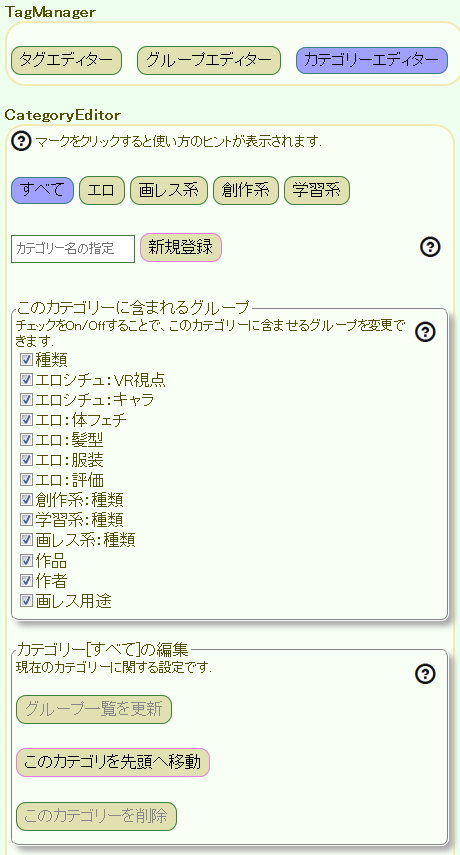 TagManager
タグエディター グループエディター カテゴリーエディター
CategoryEditor
? マークをクリックすると使い方のヒントが表示されます.
すべて エロ 画レス系 創作系 学習系
カテゴリー名の指定 新規登録 ?
このカテゴリーに含まれるグループ
チェックをOn/Offすることで、このカテゴリーに含ませるグループを変更で ?
きます.
種類
エロシチュ:VR視点
エロシチュ:キャラ
エロ:体フェチ
エロ:髪型
エロ:服装
エロ:評価
創作系:種類
学習系:種類
画レス系:種類
作品
作者
画レス用途
カテゴリー[すべて]の編集
現在のカテゴリーに関する設定です. ?
グループ一覧を更新
このカテゴリを先頭へ移動
このカテゴリーを削除